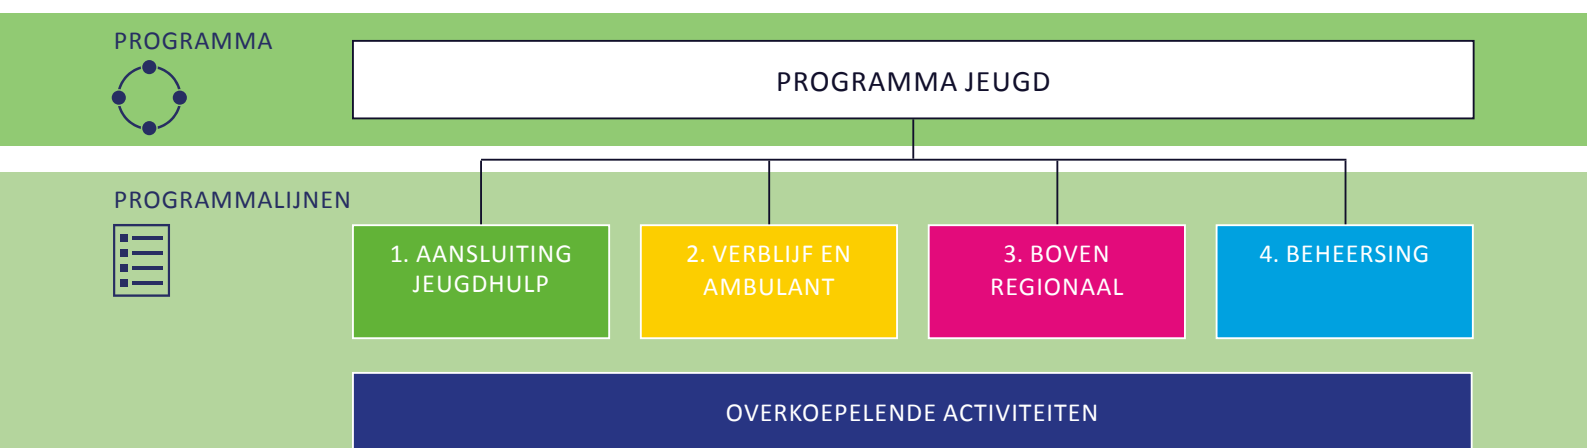 PROGRAMMA
PROGRAMMA JEUGD
PROGRAMMALIJNEN
1. AANSLUITING
JEUGDHULP
2. VERBLIJF EN
AMBULANT
3. BOVEN
REGIONAAL
4. BEHEERSING
OVERKOEPELENDE ACTIVITEITEN